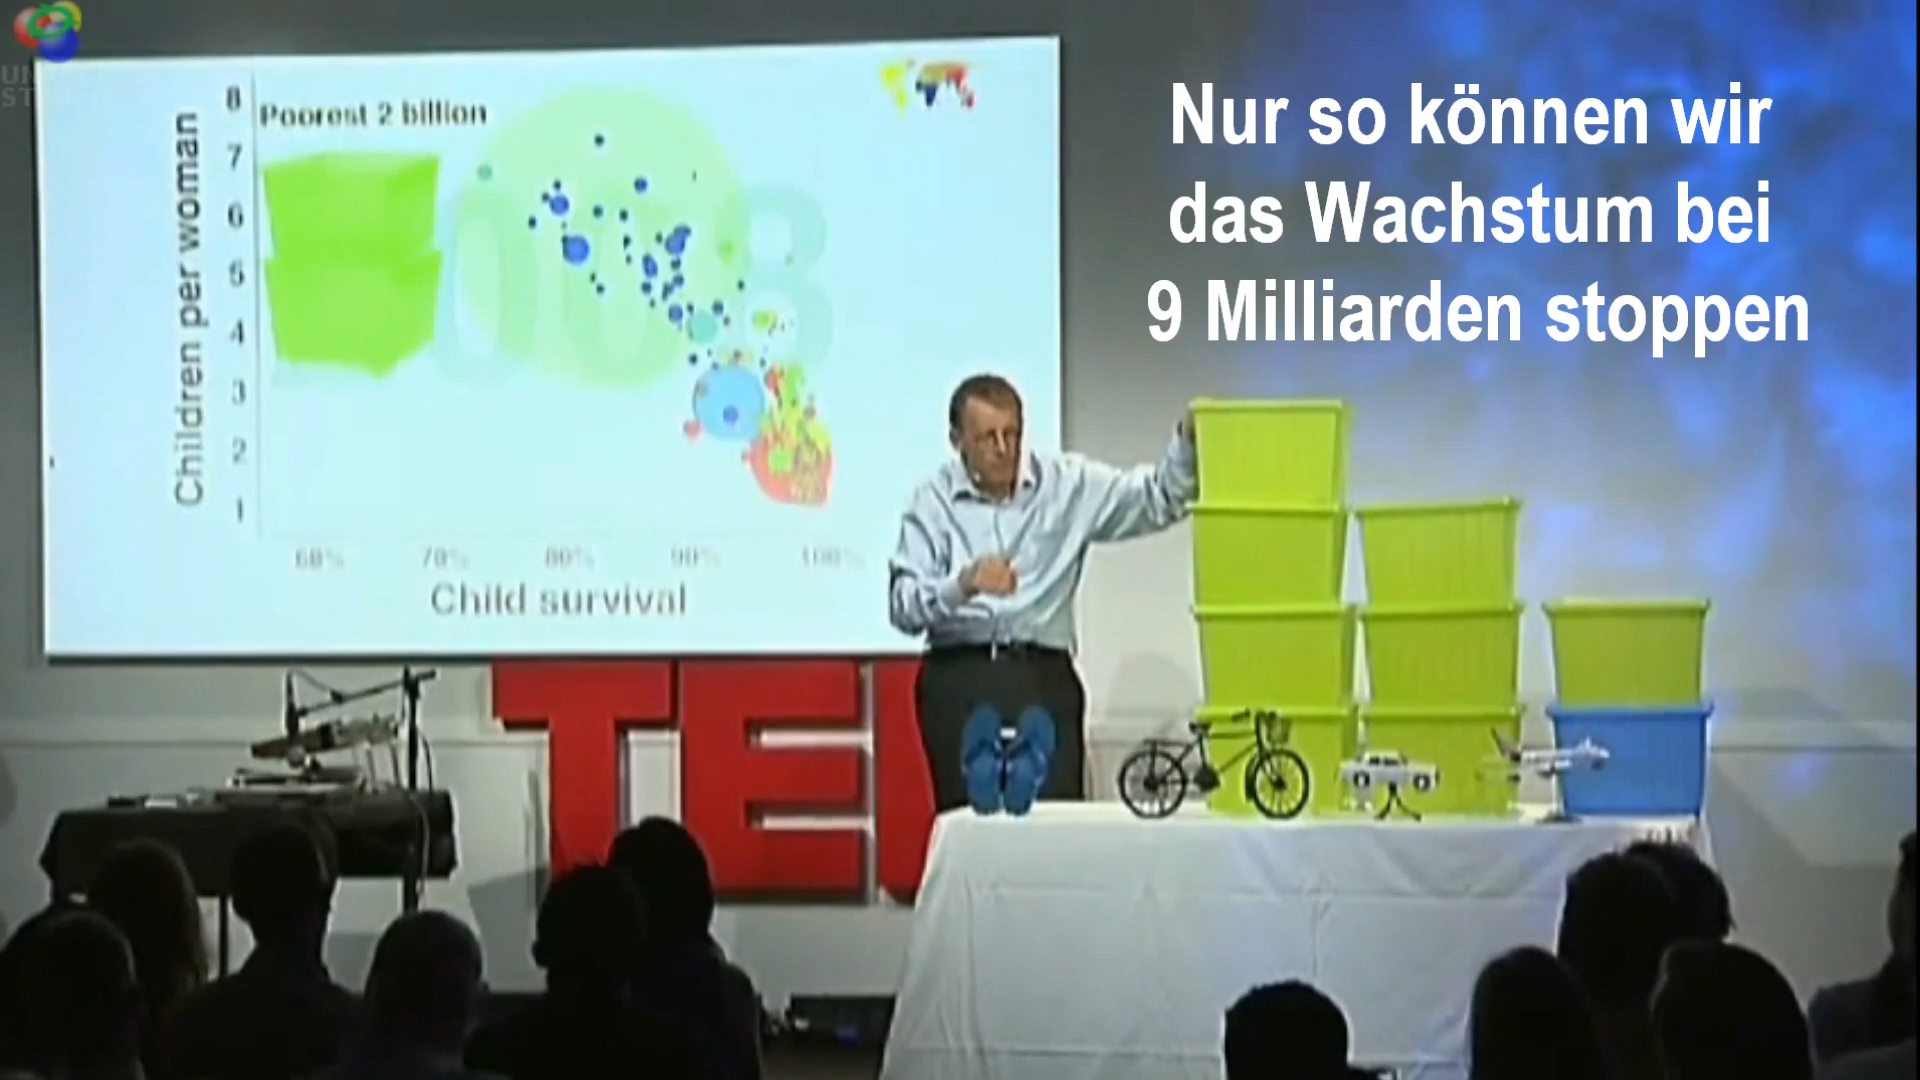 Poorest 2 billion
Children per woman
8
7
6
5
4
3
2
1
60% 70% 80% 90% 100%
Child survival
Nur so können wir
das Wachstum bei
9 Milliarden stoppen
TED